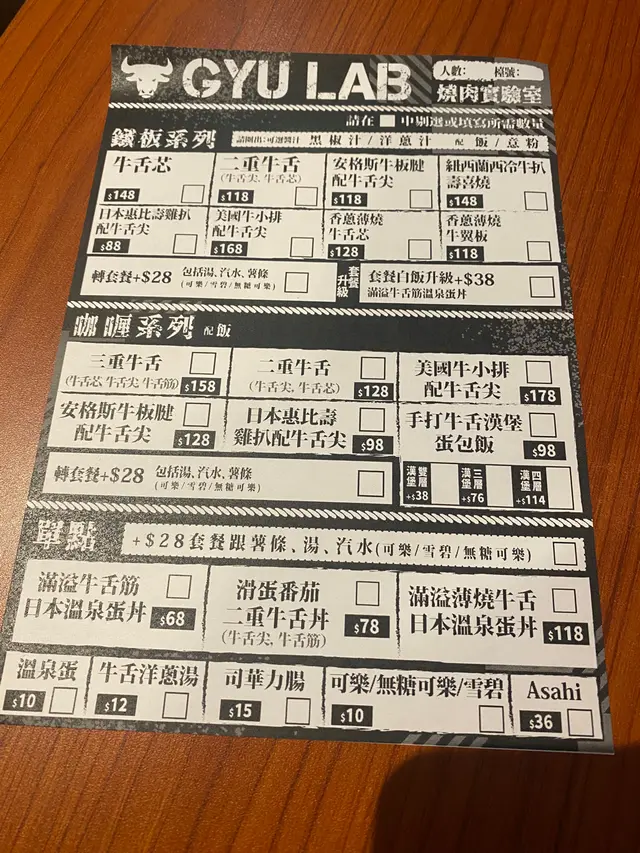 GYU LAB
人數: 檯號:
燒肉實驗室
請在 □ 中剔選或填寫所需數量
鐵板系列
黑椒汁/洋蔥汁 配 飯/意粉
牛舌芯
$148
二重牛舌
(牛舌尖, 牛舌芯)
$118
安格斯牛板腱
配牛舌尖
$118
紐西蘭西冷牛扒
壽喜燒
$148
日本惠比壽雞扒
配牛舌尖
$88
美國牛小排
配牛舌尖
$168
香蔥薄燒
牛舌芯
$128
香蔥薄燒
牛翼板
$118
轉套餐+$28 包括湯、汽水、薯條
(可樂/雪碧/無糖可樂)
套餐升級
套餐白飯升級+$38
滿溢牛舌筋溫泉蛋丼
咖喱系列 配飯
三重牛舌
(牛舌芯 牛舌尖 牛舌筋)
$158
二重牛舌
(牛舌尖, 牛舌芯)
$128
美國牛小排
配牛舌尖
$178
安格斯牛板腱
配牛舌尖
$128
日本惠比壽
雞扒配牛舌尖
$98
手打牛舌漢堡
蛋包飯
$98
轉套餐+$28 包括湯、汽水、薯條
(可樂/雪碧/無糖可樂)
雙層漢堡
+$38
三層漢堡
+$76
四層漢堡
+$114
單點
+$28套餐跟薯條、湯、汽水(可樂/雪碧/無糖可樂)
滿溢牛舌筋
日本溫泉蛋丼
$68
滑蛋番茄
二重牛舌丼
(牛舌尖, 牛舌筋)
$78
滿溢薄燒牛舌
日本溫泉蛋丼
$118
溫泉蛋
$10
牛舌洋蔥湯
$12
司華力腸
$15
可樂/無糖可樂/雪碧
$10
Asahi
$36